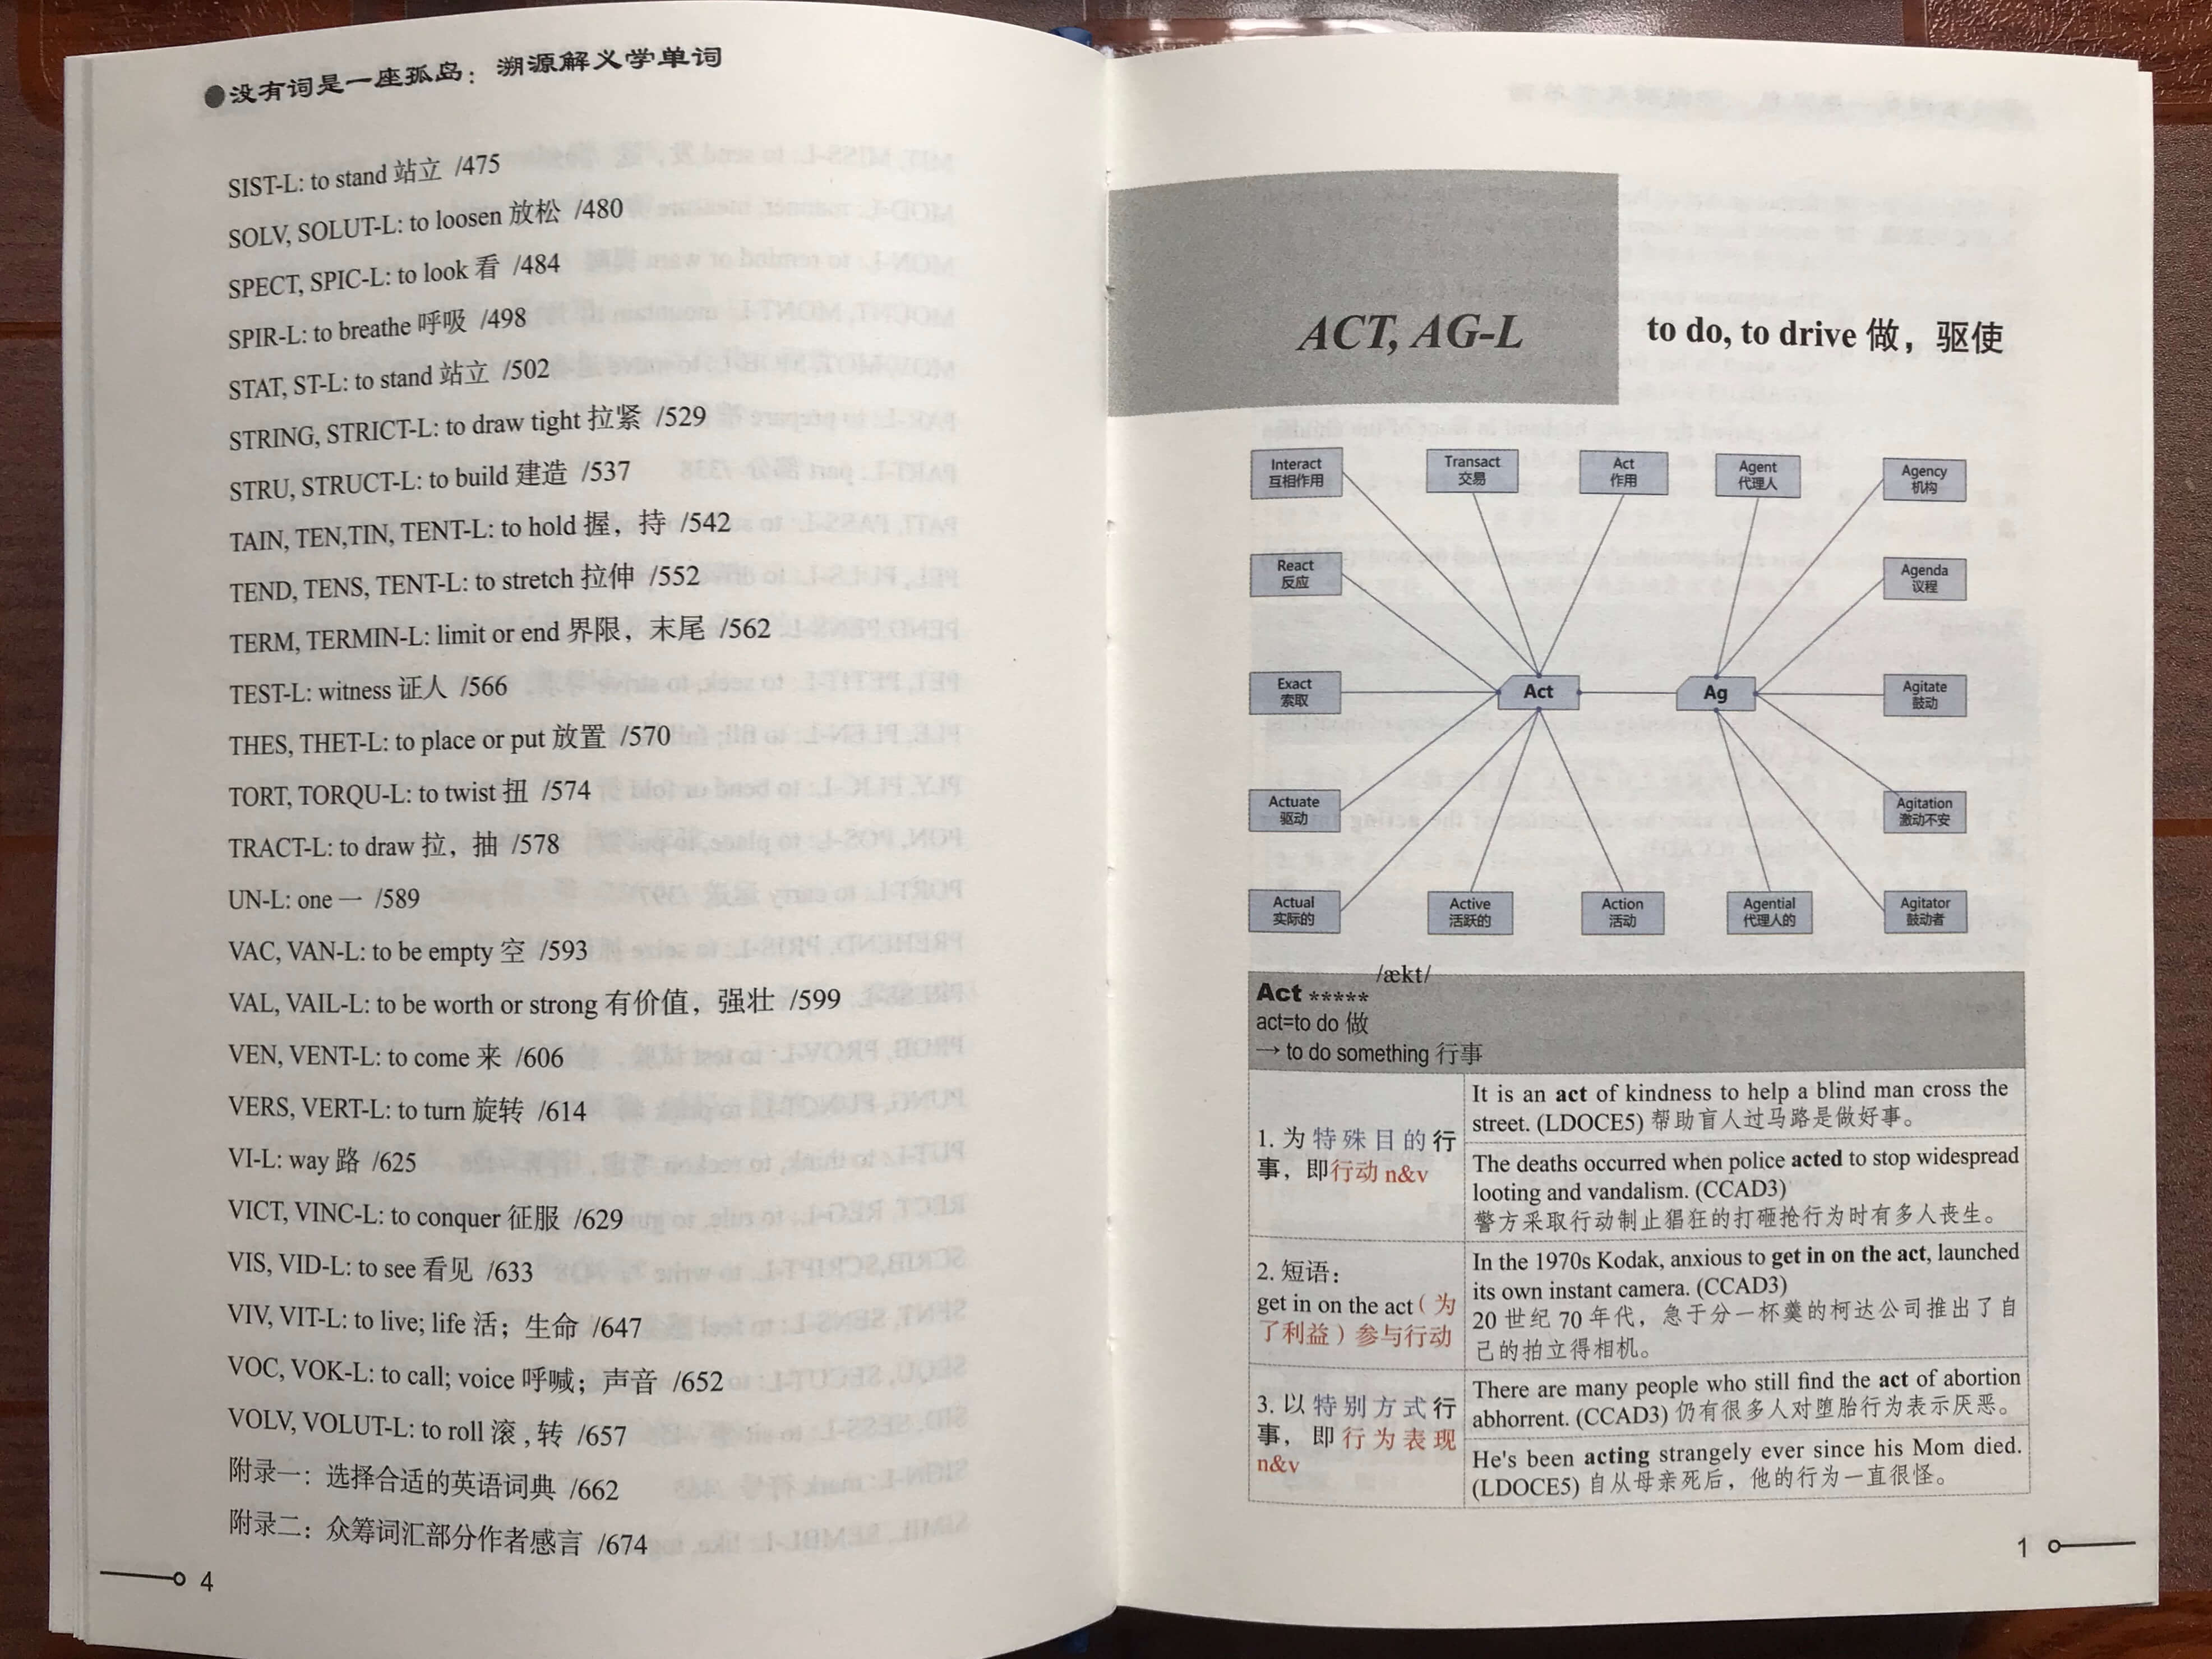 ●没有词是一座孤岛：溯源解义学单词
SIST-L: to stand 站立 /475
SOLV, SOLUT-L: to loosen 放松 /480
SPECT, SPIC-L: to look 看 /484
SPIR-L: to breathe 呼吸 /498
STAT, ST-L: to stand 站立 /502
STRING, STRICT-L: to draw tight 拉紧 /529
STRU, STRUCT-L: to build 建造 /537
TAIN, TEN,TIN, TENT-L: to hold 握，持 /542
TEND, TENS, TENT-L: to stretch 拉伸 /552
TERM, TERMIN-L: limit or end 界限，末尾 /562
TEST-L: witness 证人 /566
THES, THET-L: to place or put 放置 /570
TORT, TORQU-L: to twist 扭 /574
TRACT-L: to draw 拉，抽 /578
UN-L: one 一 /589
VAC, VAN-L: to be empty 空 /593
VAL, VAIL-L: to be worth or strong 有价值，强壮 /599
VEN, VENT-L: to come 来 /606
VERS, VERT-L: to turn 旋转 /614
VI-L: way 路 /625
VICT, VINC-L: to conquer 征服 /629
VIS, VID-L: to see 看见 /633
VIV, VIT-L: to live; life 活；生命 /647
VOC, VOK-L: to call; voice 呼喊；声音 /652
VOLV, VOLUT-L: to roll 滚,转 /657
附录一：选择合适的英语词典 /662
附录二：众筹词汇部分作者感言 /674
4
ACT, AG-L
to do, to drive 做，驱使
Interact
互相作用
Transact
交易
Act
作用
Agent
代理人
Agency
机构
React
反应
Agenda
议程
Exact
索取
Act
Ag
Agitate
鼓动
Actuate
驱动
Agitation
激动不安
Actual
实际的
Active
活跃的
Action
活动
Agential
代理人的
Agitator
鼓动者
Act ***** /ækt/
act=to do 做
→ to do something 行事
1. 为特殊目的行
事，即行动 n&v
It is an act of kindness to help a blind man cross the
street. (LDOCE5) 帮助盲人过马路是做好事。
The deaths occurred when police acted to stop widespread
looting and vandalism. (CCAD3)
警方采取行动制止猖狂的打砸抢行为时有多人丧生。
2. 短语：
get in on the act（为
了利益）参与行动
In the 1970s Kodak, anxious to get in on the act, launched
its own instant camera. (CCAD3)
20 世纪 70 年代，急于分一杯羹的柯达公司推出了自
己的拍立得相机。
3. 以特别方式行
事，即行为表现
n&v
There are many people who still find the act of abortion
abhorrent. (CCAD3) 仍有很多人对堕胎行为表示厌恶。
He's been acting strangely ever since his Mom died.
(LDOCE5) 自从母亲死后，他的行为一直很怪。
1